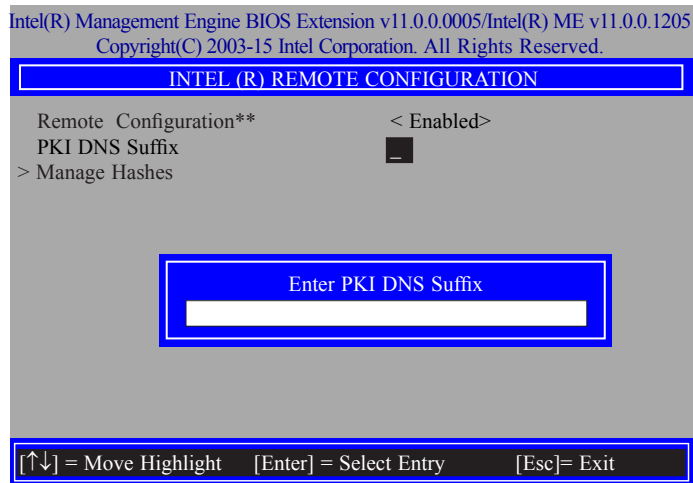 Intel(R) Management Engine BIOS Extension v11.0.0.0005/Intel(R) ME v11.0.0.1205
Copyright(C) 2003-15 Intel Corporation. All Rights Reserved.
INTEL (R) REMOTE CONFIGURATION
Remote Configuration** < Enabled>
PKI DNS Suffix _
> Manage Hashes
Enter PKI DNS Suffix
[↑↓] = Move Highlight [Enter] = Select Entry [Esc]= Exit